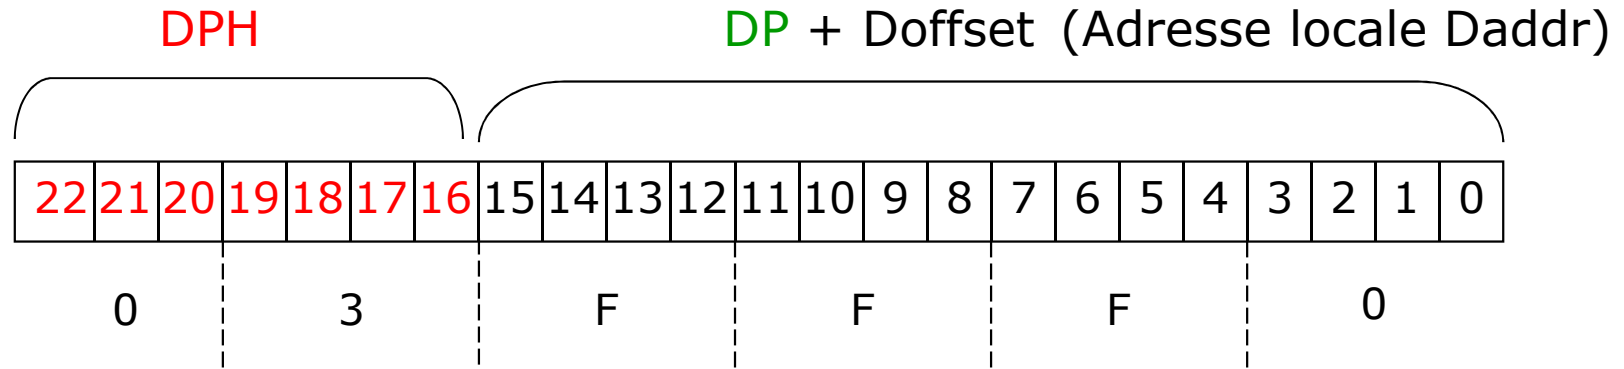 DPH DP + Doffset (Adresse locale Daddr)
22 21 20 19 18 17 16 15 14 13 12 11 10 9 8 7 6 5 4 3 2 1 0
0 3 F F F 0